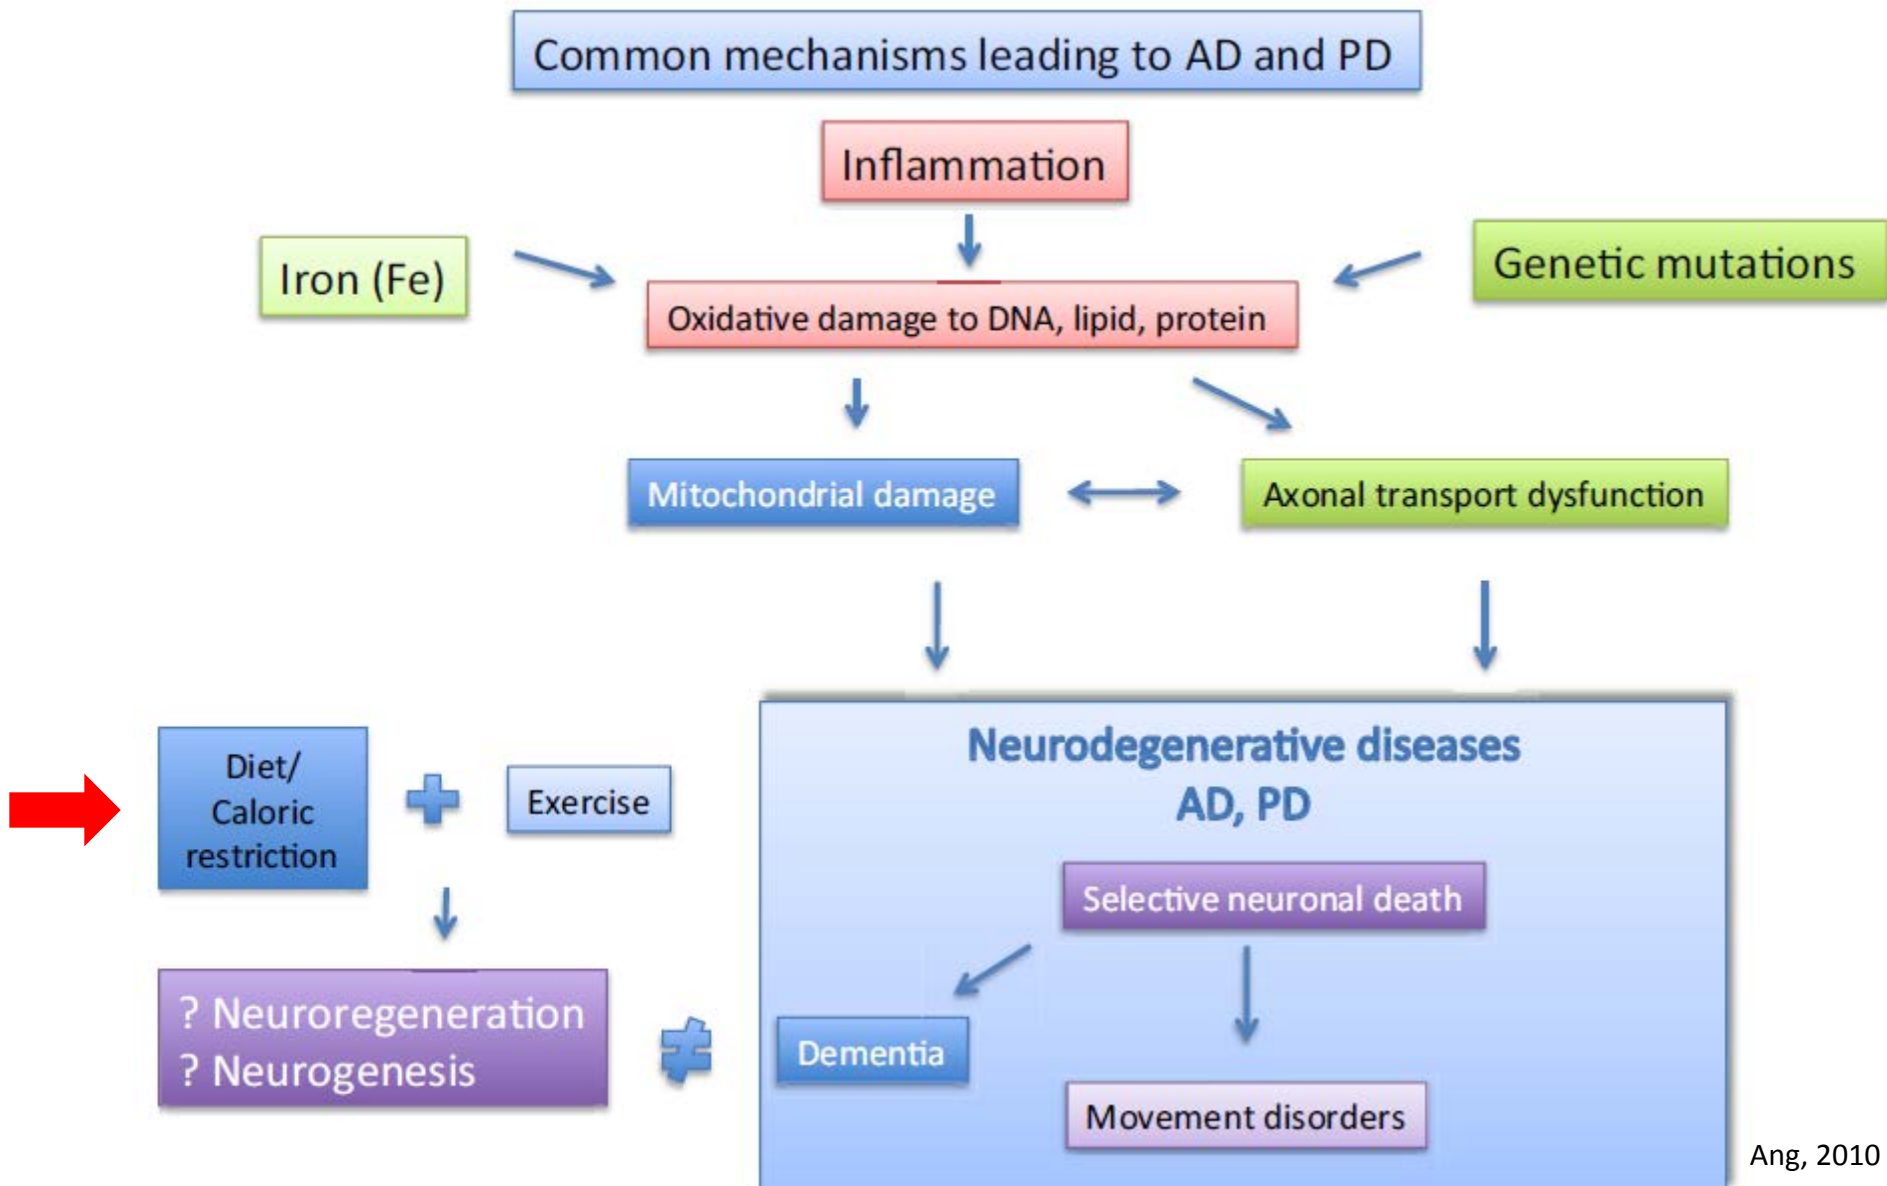 Common mechanisms leading to AD and PD
Inflammation
Iron (Fe)
Genetic mutations
Oxidative damage to DNA, lipid, protein
Mitochondrial damage
Axonal transport dysfunction
Diet/
Caloric
restriction
Exercise
? Neuroregeneration
? Neurogenesis
Neurodegenerative diseases
AD, PD
Selective neuronal death
Dementia
Movement disorders
Ang, 2010